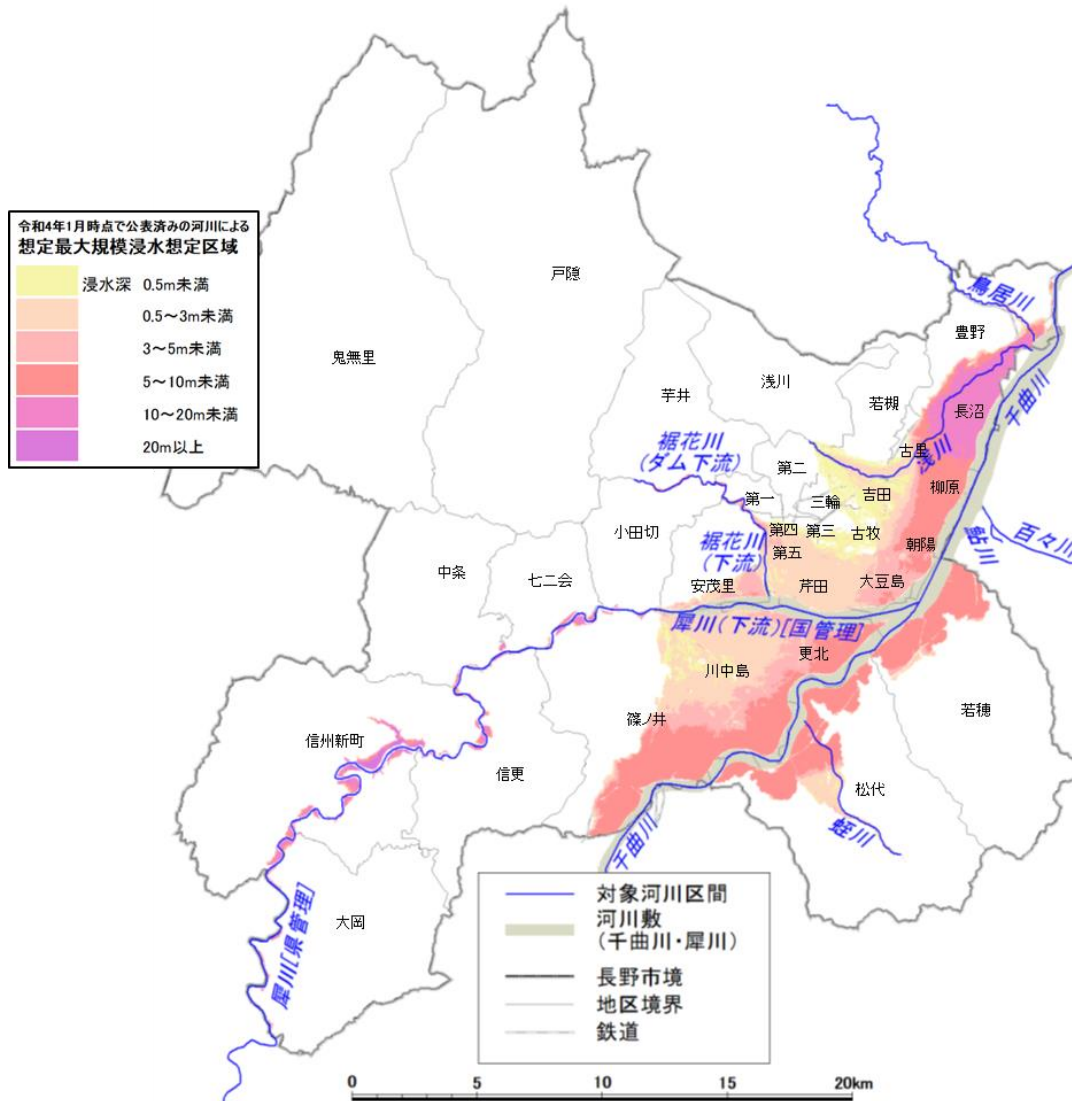 令和4年1月時点で公表済みの河川による
想定最大規模浸水想定区域
浸水深 0.5m未満
0.5～3m未満
3～5m未満
5～10m未満
10～20m未満
20m以上
戸隠
鬼無里
鳥居川
豊野
千曲川
浅川
芋井
若槻
長沼
裾花川
(ダム下流)
第二
古里
浅川
吉田
柳原
第一
三輪
小田切
第四
第三
古牧
鮎川
百々川
裾花川
(下流)
第五
朝陽
中条
七二会
安茂里
芹田
大豆島
犀川(下流)[国管理]
更北
川中島
若穂
篠ノ井
信州新町
信更
松代
蛭川
千曲川
大岡
犀川[県管理]
対象河川区間
河川敷
(千曲川・犀川)
長野市境
地区境界
鉄道
0 5 10 15 20km